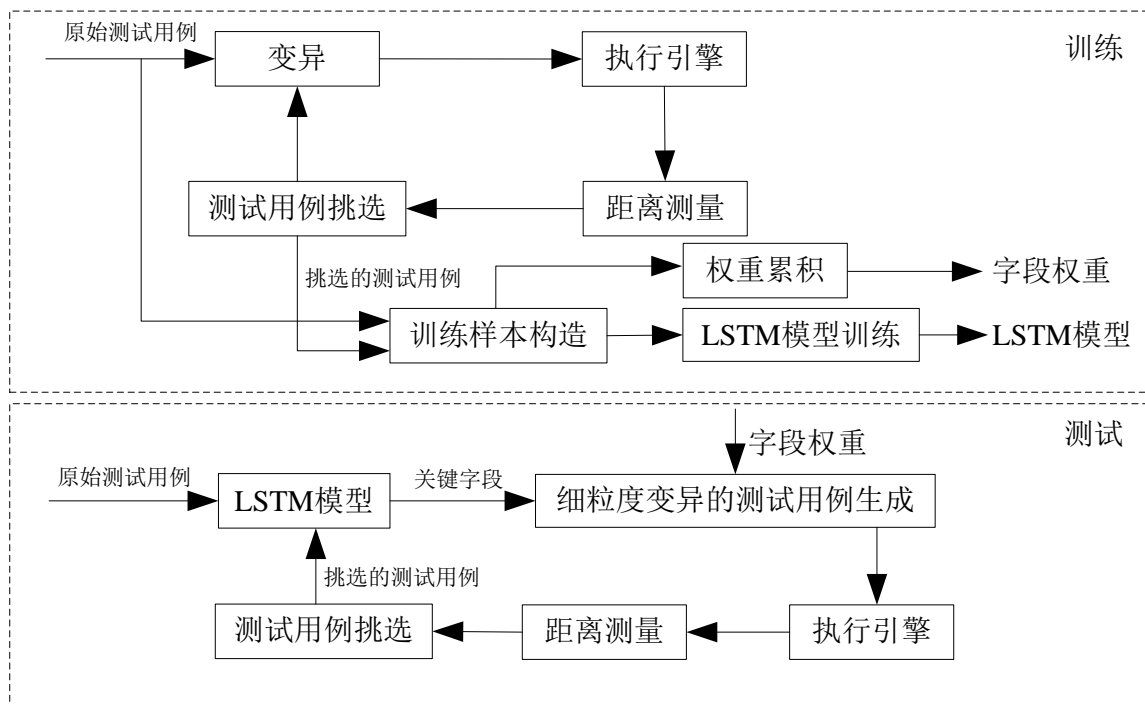 原始测试用例
变异
执行引擎
训练
测试用例挑选
距离测量
挑选的测试用例
权重累积
字段权重
训练样本构造
LSTM模型训练
LSTM模型
测试
字段权重
原始测试用例
LSTM模型
关键字段
细粒度变异的测试用例生成
挑选的测试用例
测试用例挑选
距离测量
执行引擎